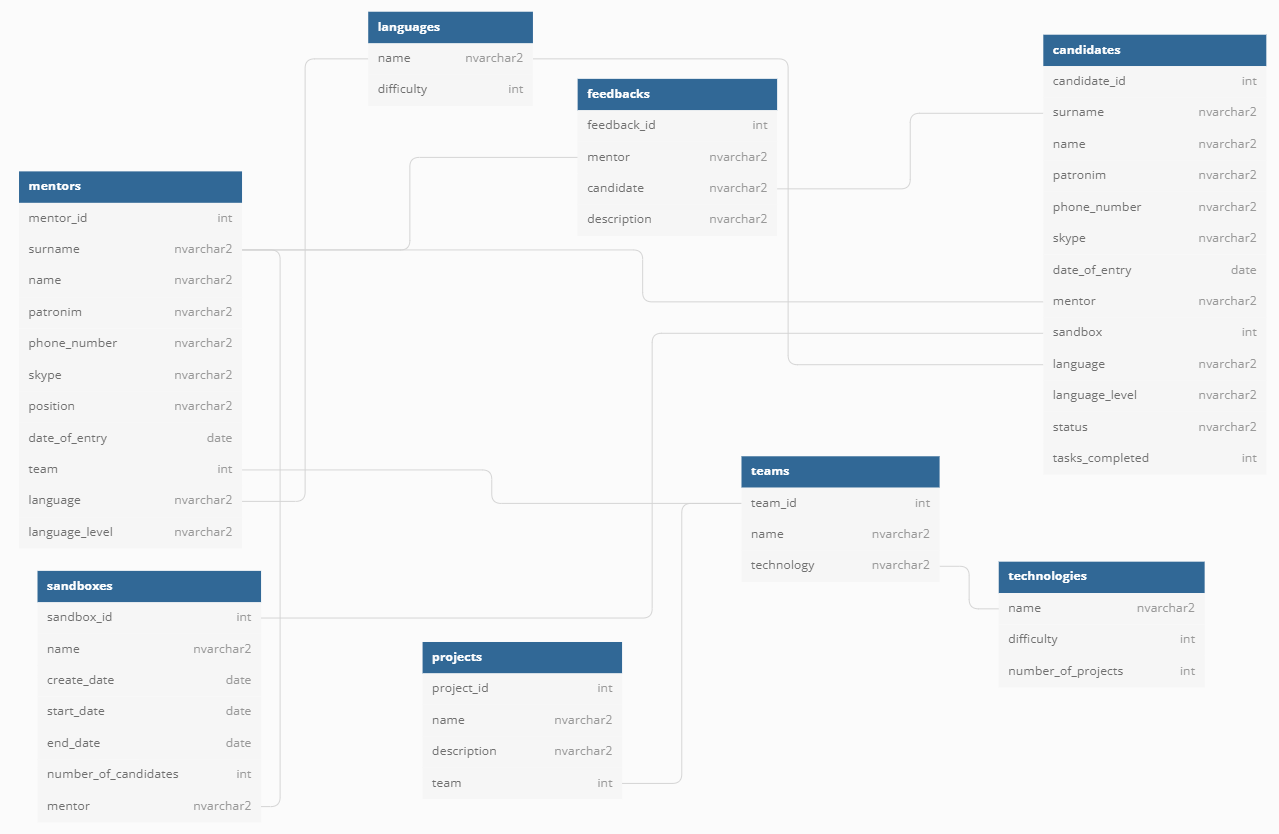 languages
name nvarchar2
difficulty int
feedbacks
feedback_id int
mentor nvarchar2
candidate nvarchar2
description nvarchar2
candidates
candidate_id int
surname nvarchar2
name nvarchar2
patronim nvarchar2
phone_number nvarchar2
skype nvarchar2
date_of_entry date
mentor nvarchar2
sandbox int
language nvarchar2
language_level nvarchar2
status nvarchar2
tasks_completed int
mentors
mentor_id int
surname nvarchar2
name nvarchar2
patronim nvarchar2
phone_number nvarchar2
skype nvarchar2
position nvarchar2
date_of_entry date
team int
language nvarchar2
language_level nvarchar2
teams
team_id int
name nvarchar2
technology nvarchar2
technologies
name nvarchar2
difficulty int
number_of_projects int
sandboxes
sandbox_id int
name nvarchar2
create_date date
start_date date
end_date date
number_of_candidates int
mentor nvarchar2
projects
project_id int
name nvarchar2
description nvarchar2
team int